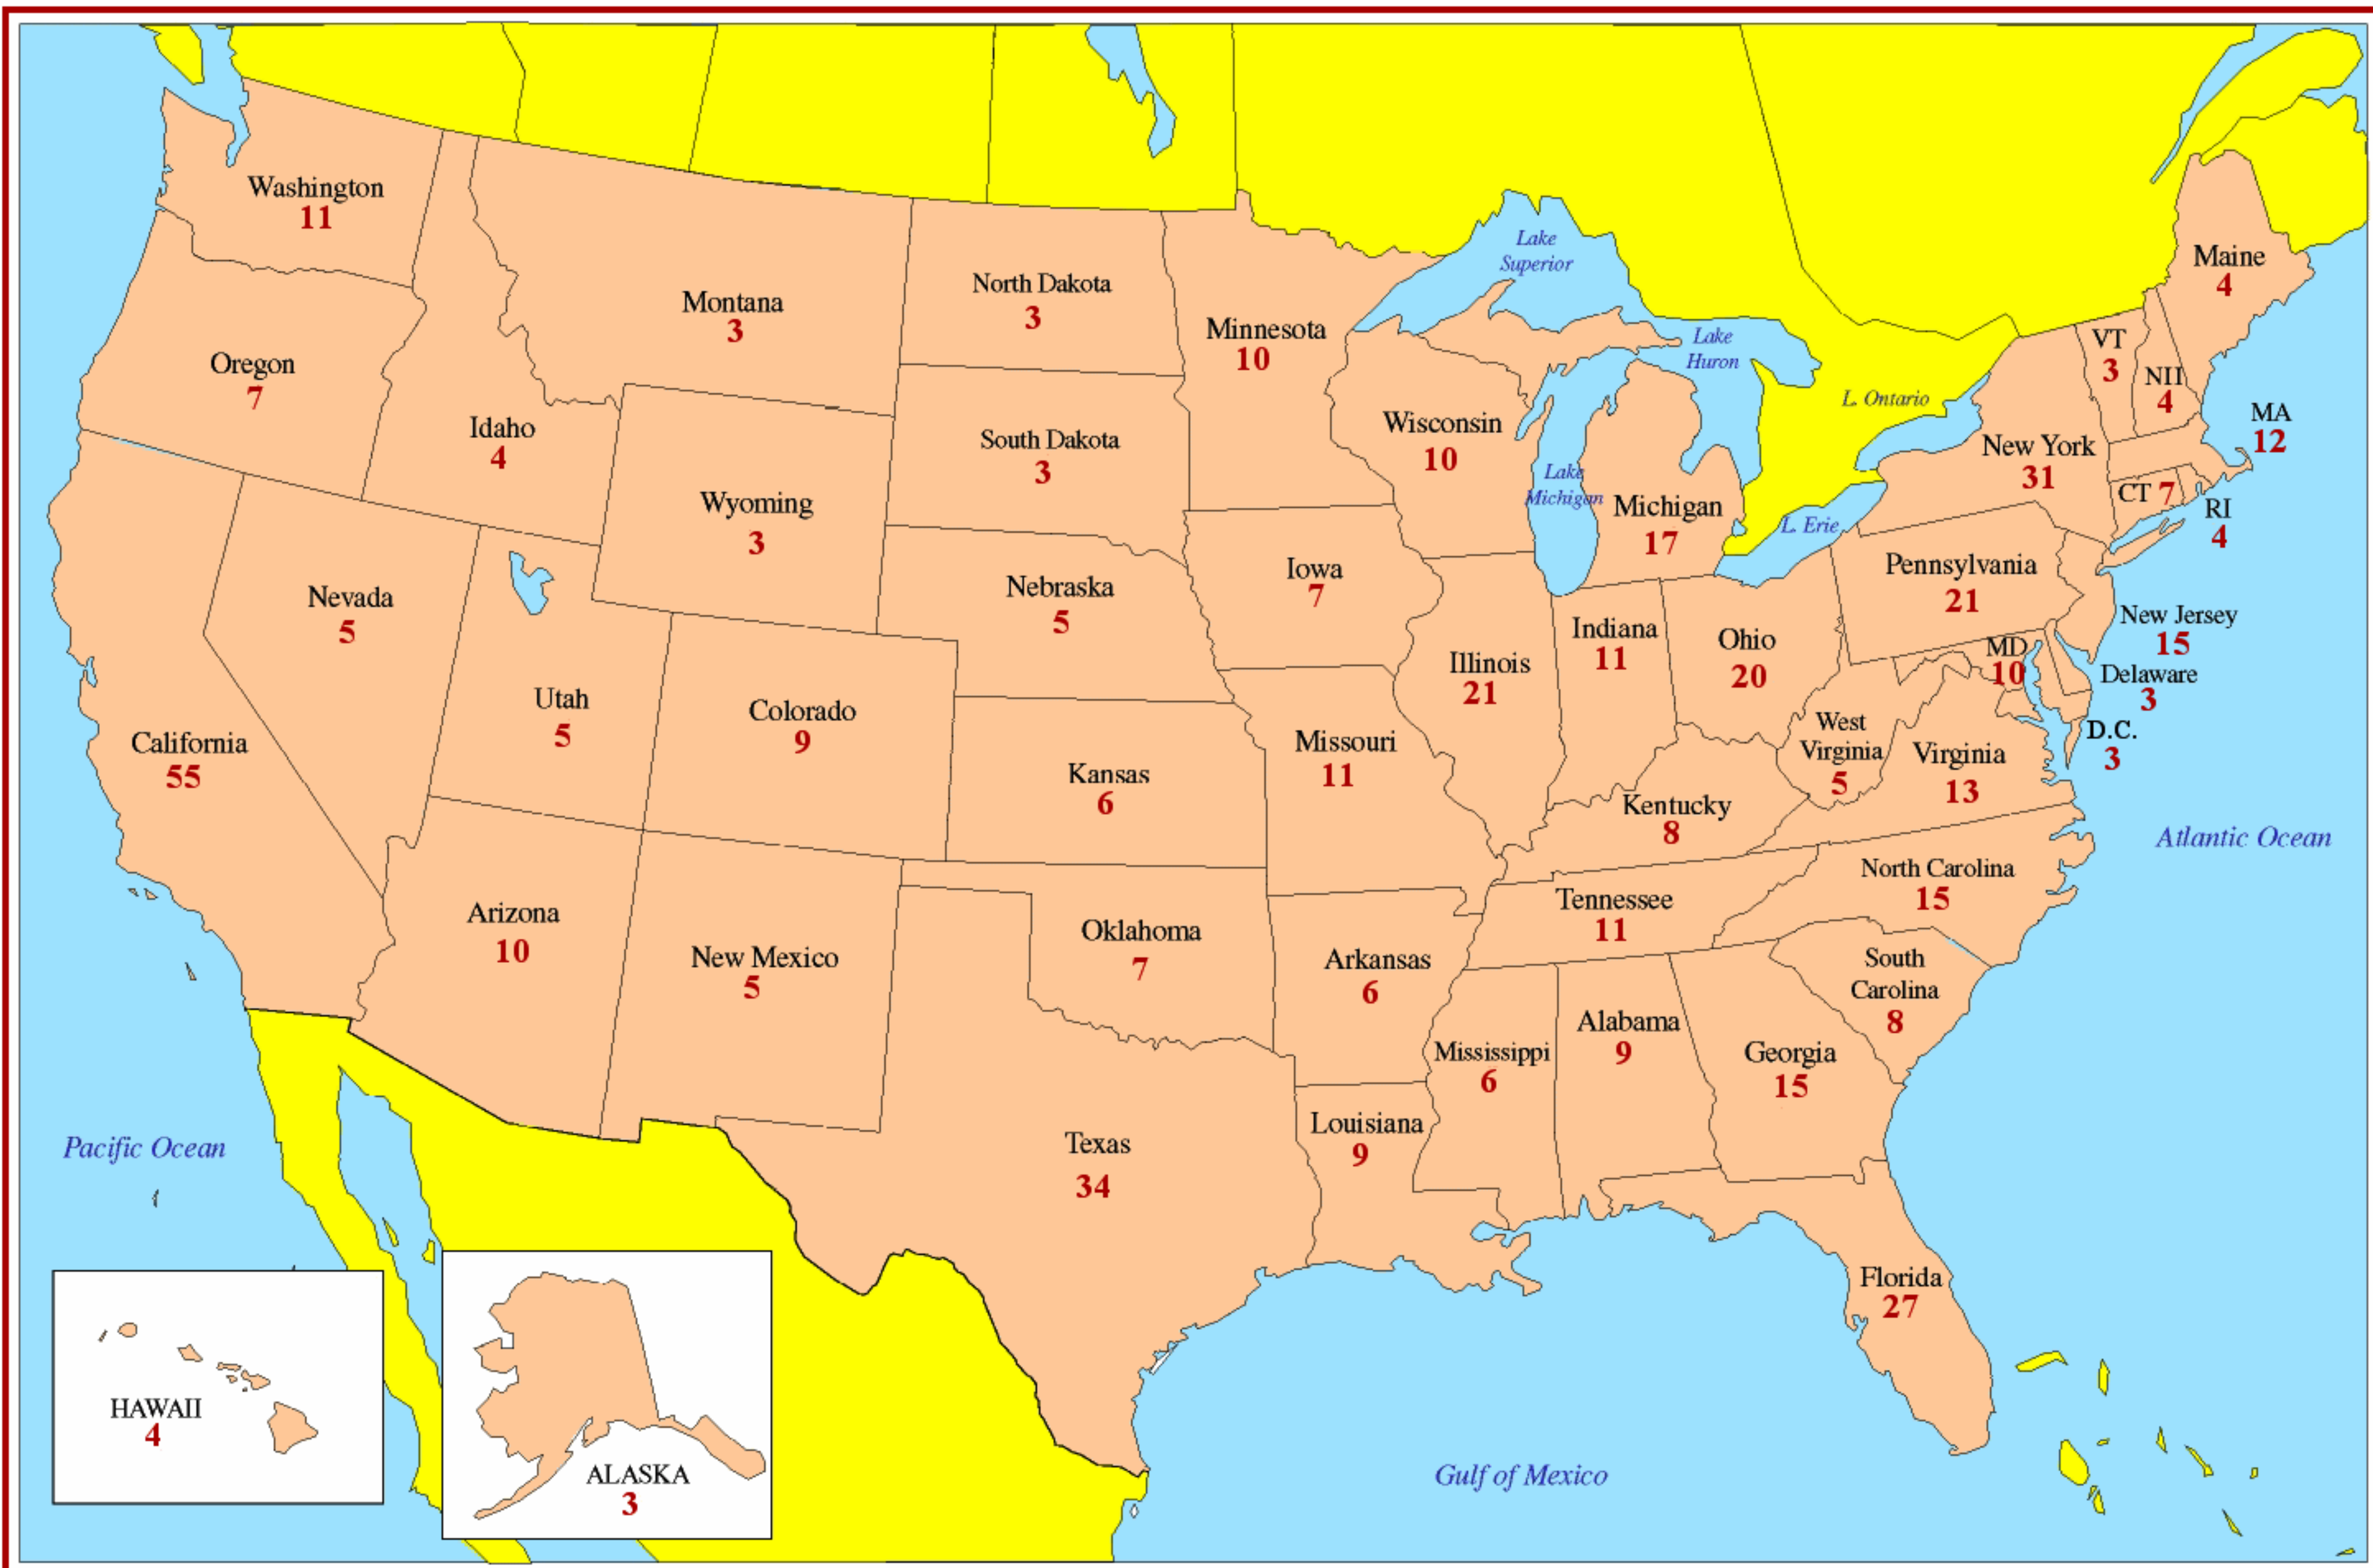 Washington
11
Oregon
7
Idaho
4
Montana
3
North Dakota
3
Minnesota
10
Lake
Superior
Lake
Huron
L. Ontario
Maine
4
VT
3
NII
4
MA
12
South Dakota
3
Wisconsin
10
Lake
Michigan
Michigan
17
L. Erie
New York
31
CT 7
RI
4
Wyoming
3
Nevada
5
Nebraska
5
Iowa
7
Illinois
21
Indiana
11
Ohio
20
Pennsylvania
21
New Jersey
15
MD
10
Delaware
3
D.C.
3
California
55
Utah
5
Colorado
9
Kansas
6
Missouri
11
Kentucky
8
West
Virginia
5
Virginia
13
Atlantic Ocean
Arizona
10
New Mexico
5
Oklahoma
7
Arkansas
6
Tennessee
11
North Carolina
15
South
Carolina
8
Mississippi
6
Alabama
9
Georgia
15
Pacific Ocean
Texas
34
Louisiana
9
Florida
27
HAWAII
4
ALASKA
3
Gulf of Mexico